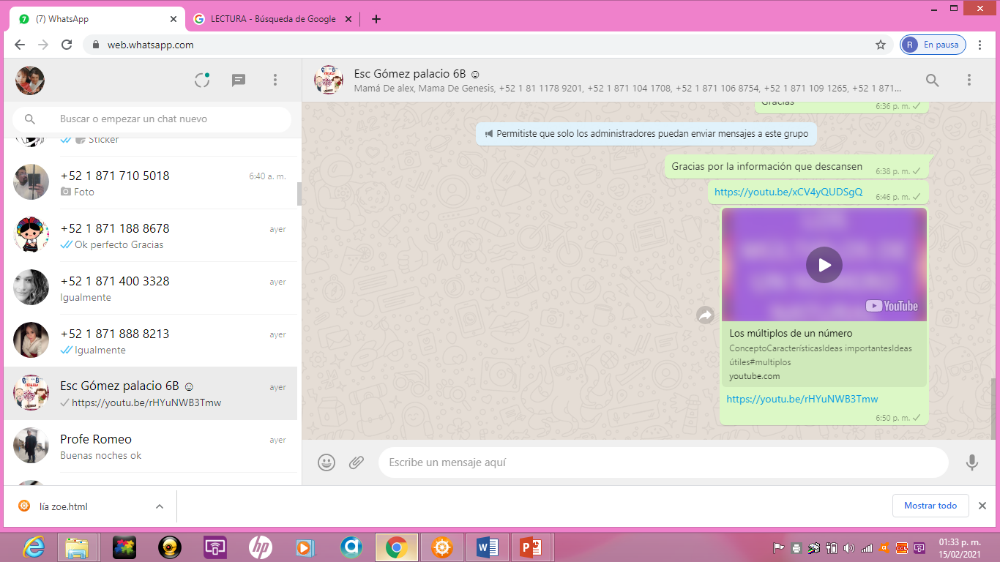 (7) WhatsApp
LECTURA - Búsqueda de Google
web.whatsapp.com
R En pausa
Buscar o empezar un chat nuevo
Sticker
+52 1 871 710 5018
6:40 a. m.
Foto
+52 1 871 188 8678
ayer
Ok perfecto Gracias
+52 1 871 400 3328
ayer
Igualmente
+52 1 871 888 8213
ayer
Igualmente
Esc Gómez palacio 6B ☺
ayer
https://youtu.be/rHYuNWB3Tmw
Profe Romeo
ayer
Buenas noches ok
Esc Gómez palacio 6B ☺
Mamá De alex, Mama De Genesis, +52 1 81 1178 9201, +52 1 871 104 1708, +52 1 871 106 8754, +52 1 871 109 1265, +52 1 871...
Gracias
6:36 p. m.
Permitiste que solo los administradores puedan enviar mensajes a este grupo
Gracias por la información que descansen
6:38 p. m.
https://youtu.be/xCV4yQUDSgQ
6:46 p. m.
YouTube
Los múltiplos de un número
ConceptoCaracterísticasIdeas importantesIdeas
útiles#multiplos
youtube.com
https://youtu.be/rHYuNWB3Tmw
6:50 p. m.
Escribe un mensaje aquí
lía zoe.html
Mostrar todo
01:33 p. m.
15/02/2021